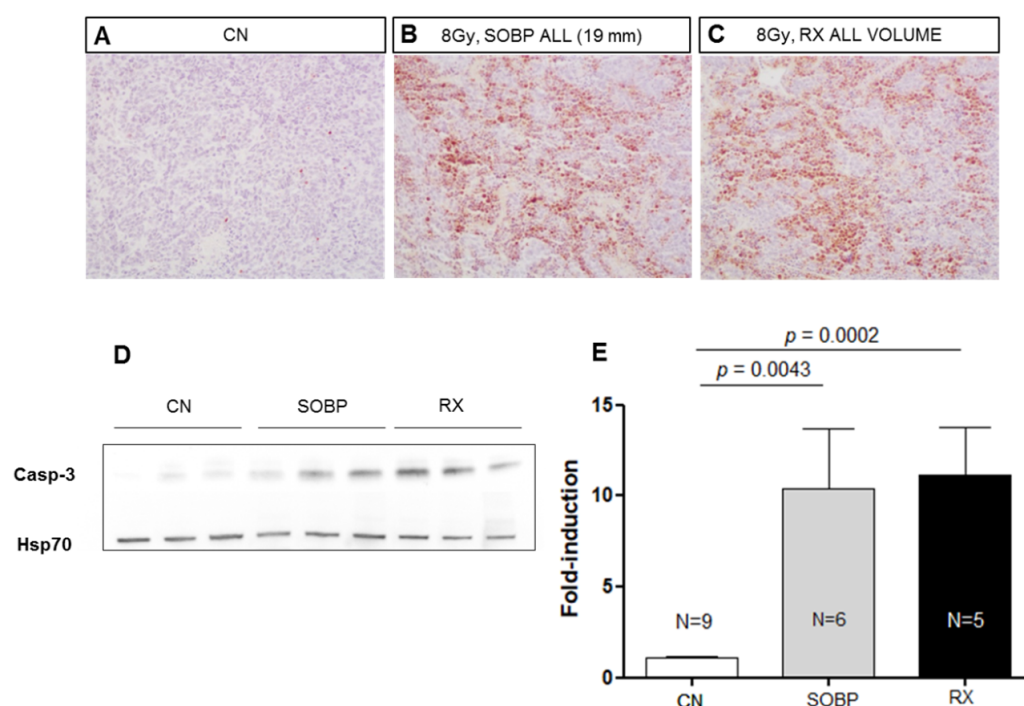 A CN
B 8Gy, SOBP ALL (19 mm)
C 8Gy, RX ALL VOLUME
D
CN SOBP RX
Casp-3
Hsp70
E
p = 0.0002
p = 0.0043
Fold-induction
15
10
5
0
N=9 N=6 N=5
CN SOBP RX